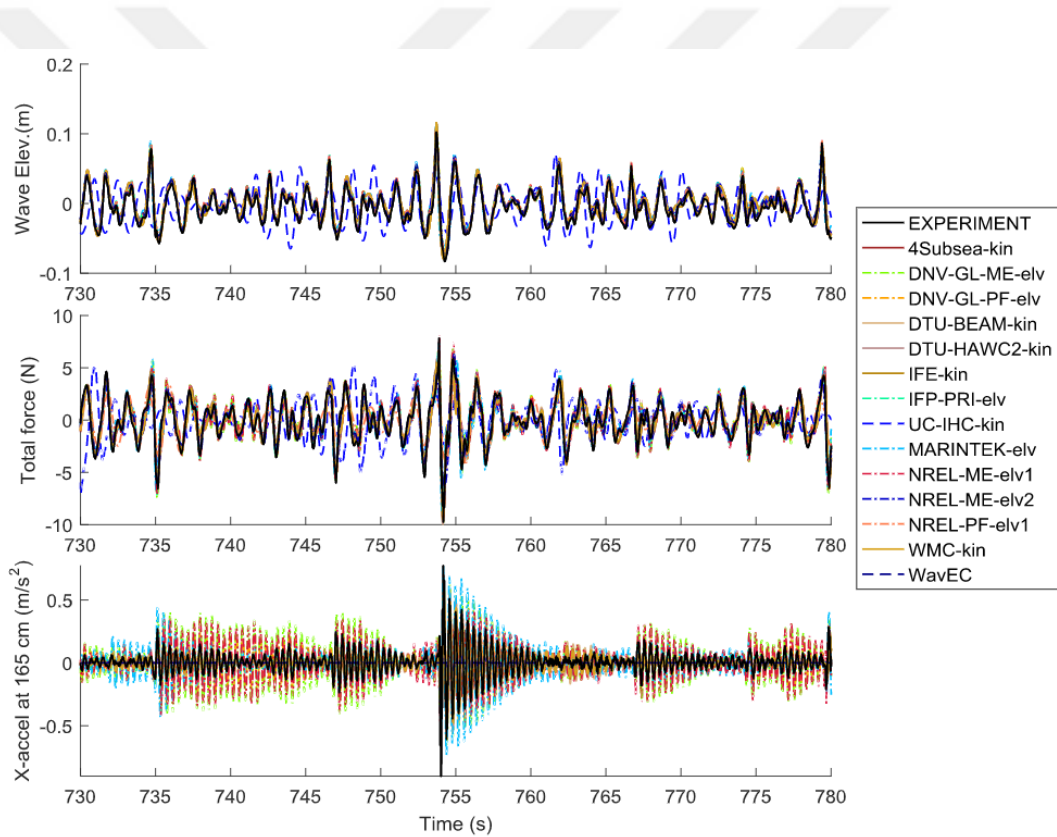 Wave Elev.(m)
0.2
0.1
0
-0.1
730 735 740 745 750 755 760 765 770 775 780
Total force (N)
10
5
0
-5
-10
730 735 740 745 750 755 760 765 770 775 780
X-accel at 165 cm (m/s²)
0.5
0
-0.5
730 735 740 745 750 755 760 765 770 775 780
Time (s)
EXPERIMENT
4Subsea-kin
DNV-GL-ME-elv
DNV-GL-PF-elv
DTU-BEAM-kin
DTU-HAWC2-kin
IFE-kin
IFP-PRI-elv
UC-IHC-kin
MARINTEK-elv
NREL-ME-elv1
NREL-ME-elv2
NREL-PF-elv1
WMC-kin
WavEC